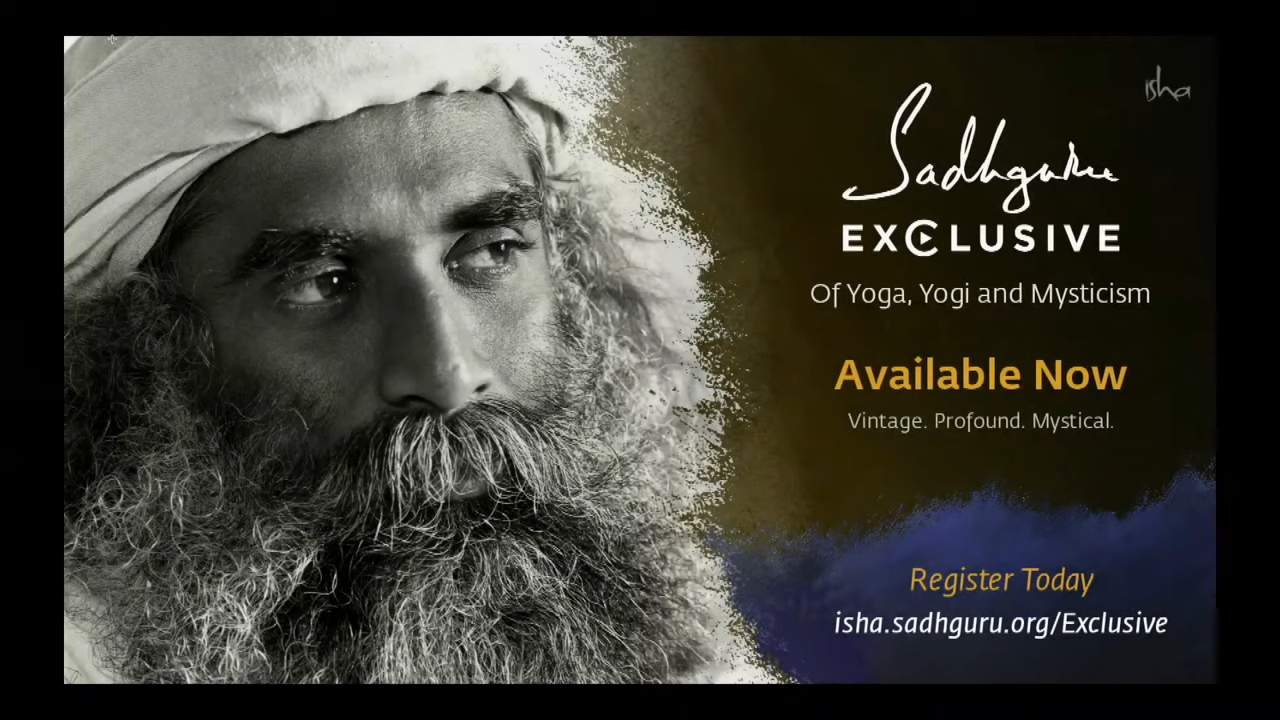 isha
Sadhguru
EXCLUSIVE
Of Yoga, Yogi and Mysticism
Available Now
Vintage. Profound. Mystical.
Register Today
isha.sadhguru.org/Exclusive